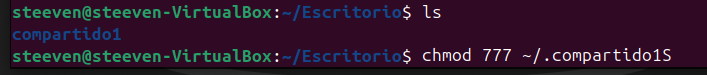 steeven@steeven-VirtualBox:~/Escritorio$ ls
compartido1
steeven@steeven-VirtualBox:~/Escritorio$ chmod 777 ~/.compartido1S